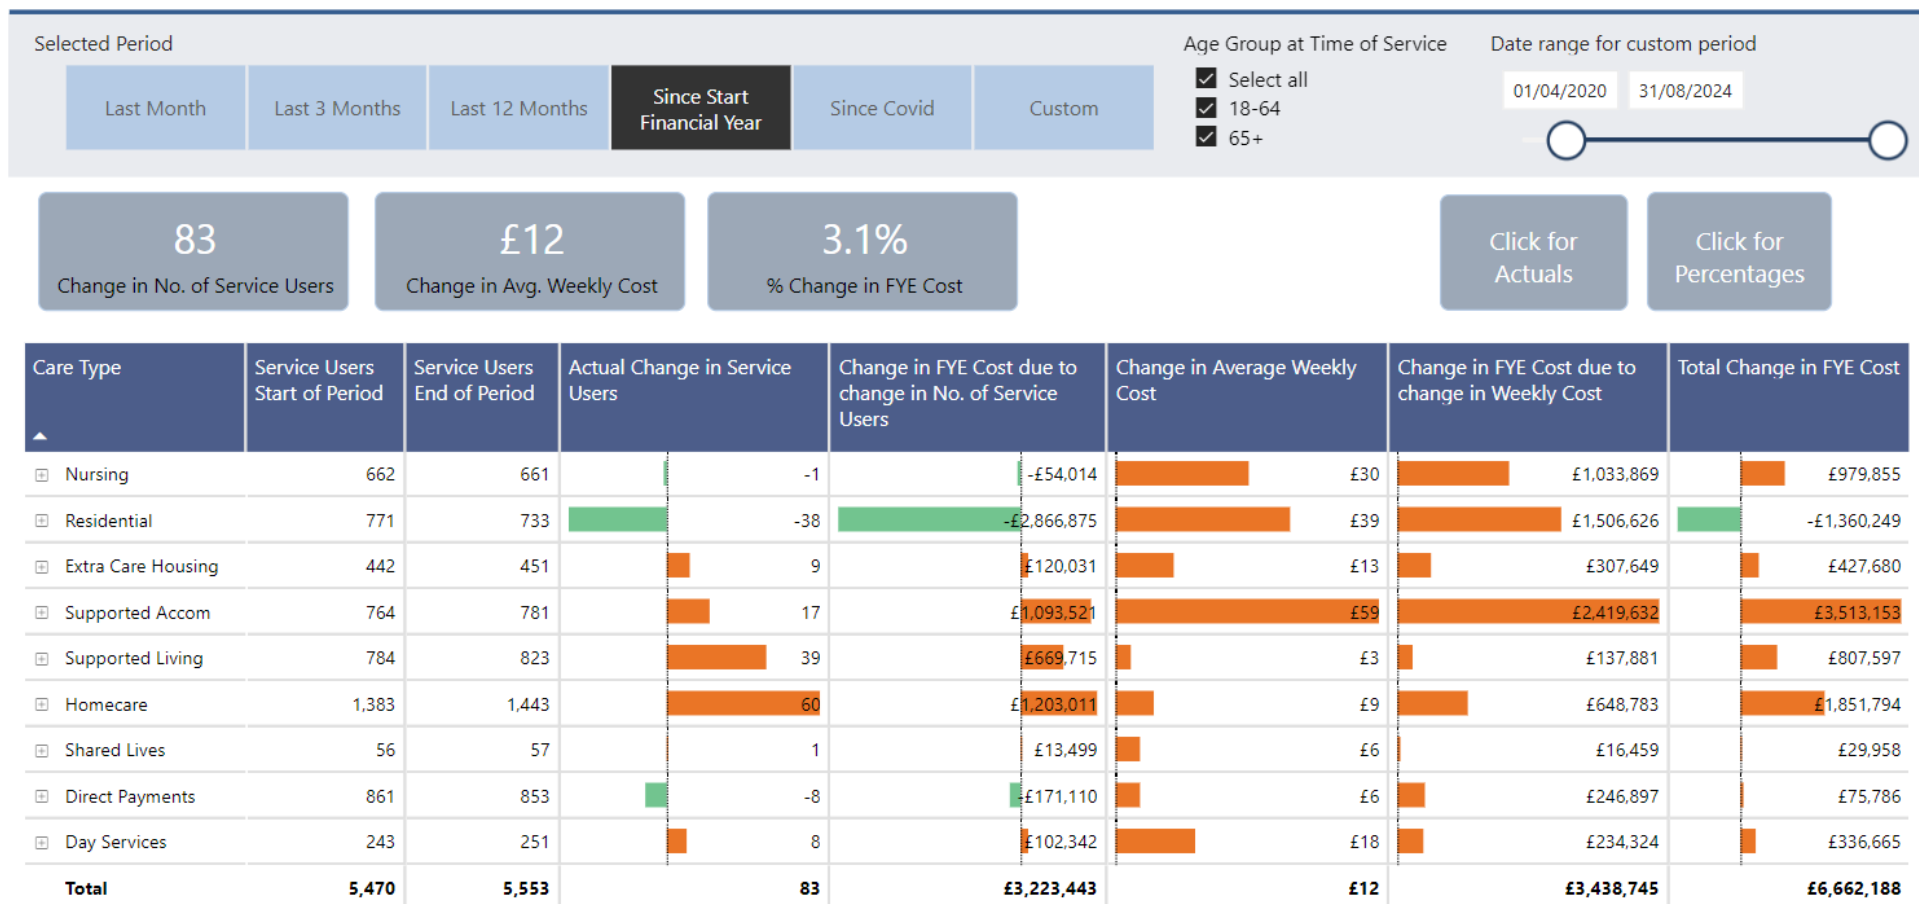 Selected Period
Age Group at Time of Service
Date range for custom period
Last Month
Last 3 Months
Last 12 Months
Since Start
Financial Year
Since Covid
Custom
Select all
18-64
65+
01/04/2020
31/08/2024
83
Change in No. of Service Users
£12
Change in Avg. Weekly Cost
3.1%
% Change in FYE Cost
Click for
Actuals
Click for
Percentages
Care Type
Service Users
Start of Period
Service Users
End of Period
Actual Change in Service
Users
Change in FYE Cost due to
change in No. of Service
Users
Change in Average Weekly
Cost
Change in FYE Cost due to
change in Weekly Cost
Total Change in FYE Cost
Nursing 662 661 -1 -£54,014 £30 £1,033,869 £979,855
Residential 771 733 -38 -£2,866,875 £39 £1,506,626 -£1,360,249
Extra Care Housing 442 451 9 £120,031 £13 £307,649 £427,680
Supported Accom 764 781 17 £1,093,521 £59 £2,419,632 £3,513,153
Supported Living 784 823 39 £669,715 £3 £137,881 £807,597
Homecare 1,383 1,443 60 £1,203,011 £9 £648,783 £1,851,794
Shared Lives 56 57 1 £13,499 £6 £16,459 £29,958
Direct Payments 861 853 -8 -£171,110 £6 £246,897 £75,786
Day Services 243 251 8 £102,342 £18 £234,324 £336,665
Total 5,470 5,553 83 £3,223,443 £12 £3,438,745 £6,662,188